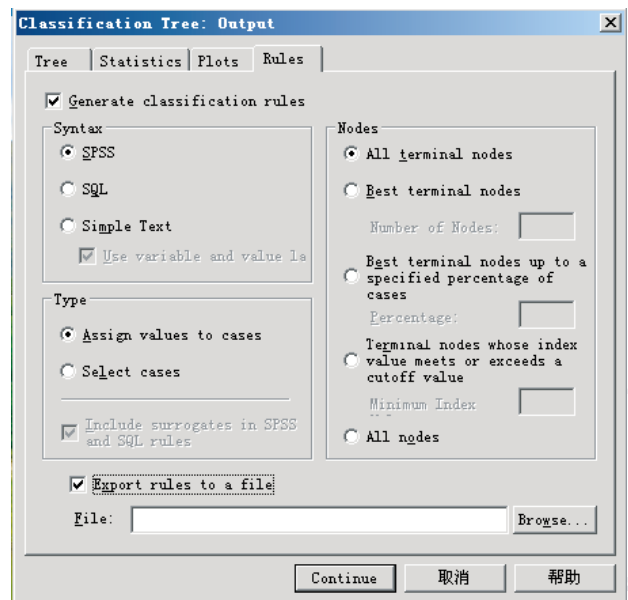 Classification Tree: Output
Tree Statistics Plots Rules
Generate classification rules
Syntax
SPSS
SQL
Simple Text
Use variable and value la
Type
Assign values to cases
Select cases
Include surrogates in SPSS
and SQL rules
Nodes
All terminal nodes
Best terminal nodes
Number of Nodes:
Best terminal nodes up to a
specified percentage of
cases
Percentage:
Terminal nodes whose index
value meets or exceeds a
cutoff value
Minimum Index
All nodes
Export rules to a file
File:
Browse...
Continue 取消 帮助